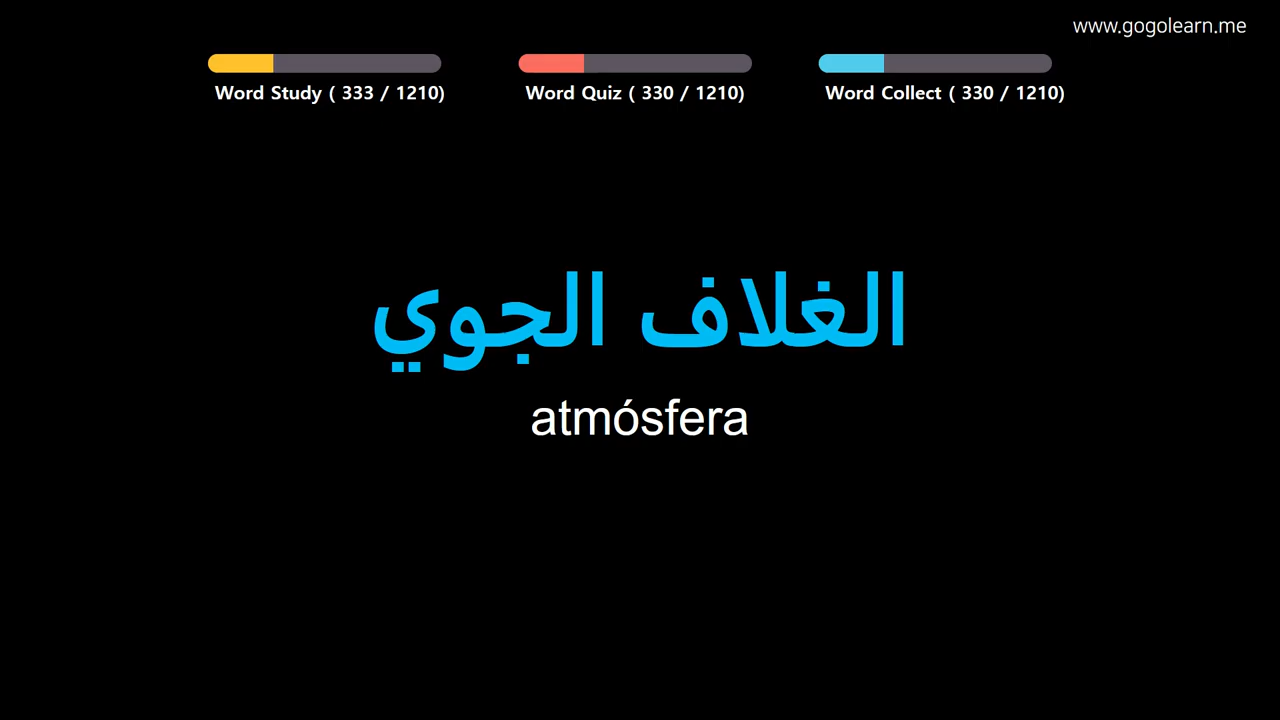 www.gogolearn.me
Word Study ( 333 / 1210)
Word Quiz ( 330 / 1210)
Word Collect ( 330 / 1210)
الغلاف الجوي
atmósfera